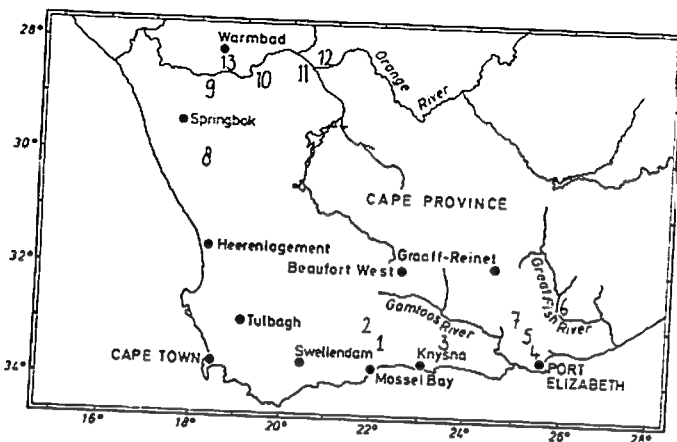 28°
Warmbad
13
10
11
12
9
Orange
River
Springbok
30°
8
CAPE PROVINCE
Heerenlogement
32°
Graaff-Reinet
Beaufort West
Great Fish
River
6
Gamtoos River
7
5
4
Tulbagh
2
1
3
CAPE TOWN
Swellendam
Knysna
34°
Mossel Bay
PORT
ELIZABETH
16°
18°
20°
22°
24°
26°
28°